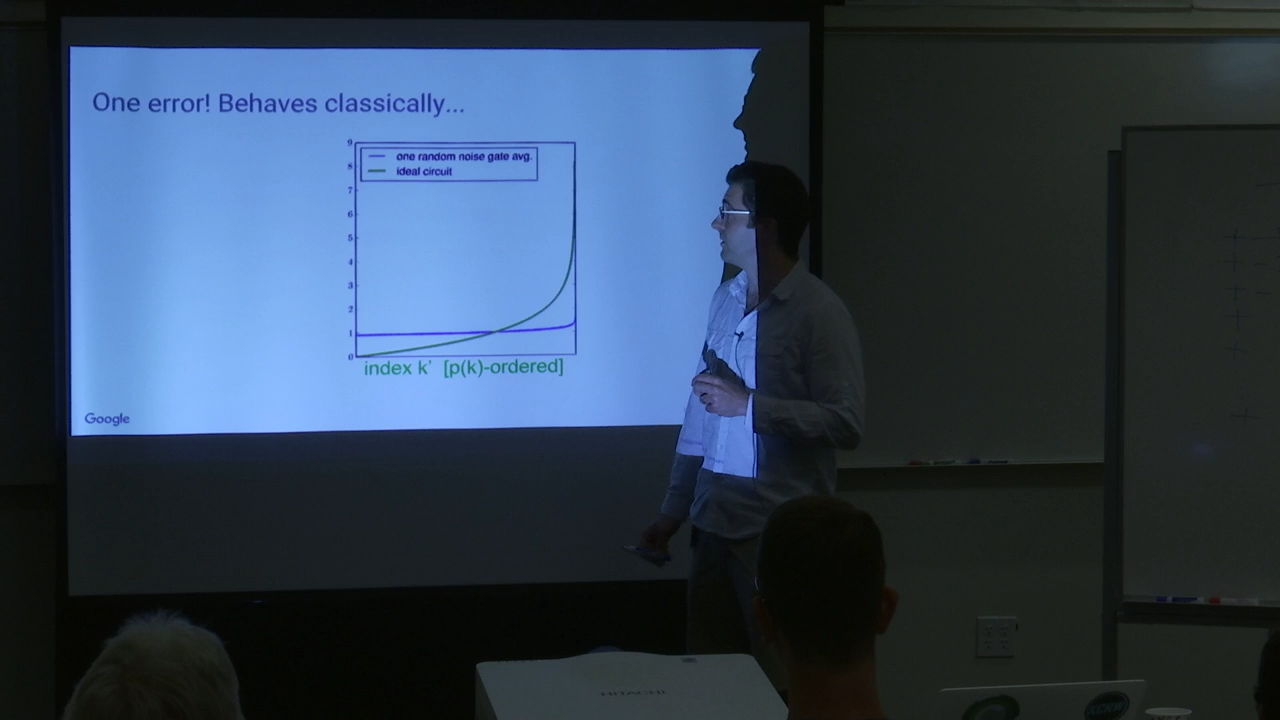 One error! Behaves classically...
9
8
7
6
5
4
3
2
1
0
one random noise gate avg.
ideal circuit
index k' [p(k)-ordered]
Google
HITACHI